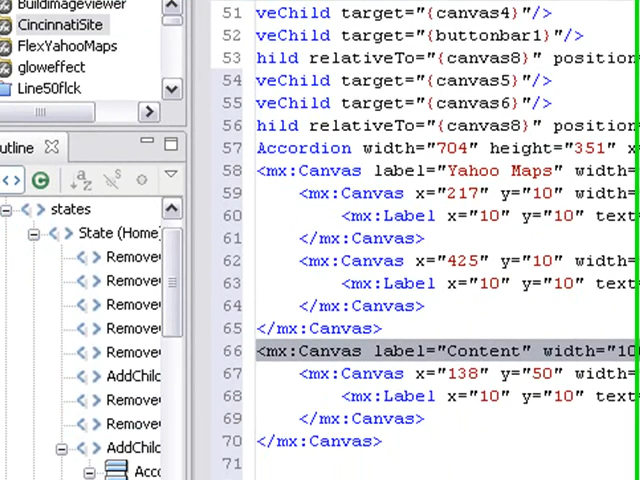 BuildImageviewer
CincinnatiSite
FlexYahooMaps
gloweffect
Line50flck
utline
states
State (Home
Remove
Remove
Remove
Remove
Remove
AddChild
Remove
Remove
AddChild
Acc
51 veChild target="{canvas4"/>
52 veChild target="{buttonbar1}"/>
53 hild relativeTo="{canvas8}" position
54 veChild target="{canvas5"/>
55 veChild target="{canvas6"/>
56 hild relativeTo="{canvas8}" position
57 Accordion width="704" height="351" x
58 <mx:Canvas label="Yahoo Maps" width=
59 <mx:Canvas x="217" y="10" width=
60 <mx:Label x="10" y="10" text
61 </mx:Canvas>
62 <mx:Canvas x="425" y="10" width=
63 <mx:Label x="10" y="10" text
64 </mx:Canvas>
65 </mx:Canvas>
66 <mx:Canvas label="Content" width="10
67 <mx:Canvas x="138" y="50" width=
68 <mx:Label x="10" y="10" text
69 </mx:Canvas>
70 </mx:Canvas>
71